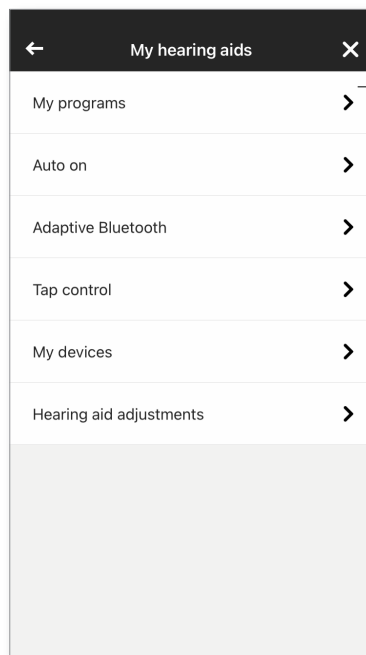 My hearing aids
My programs
Auto on
Adaptive Bluetooth
Tap control
My devices
Hearing aid adjustments